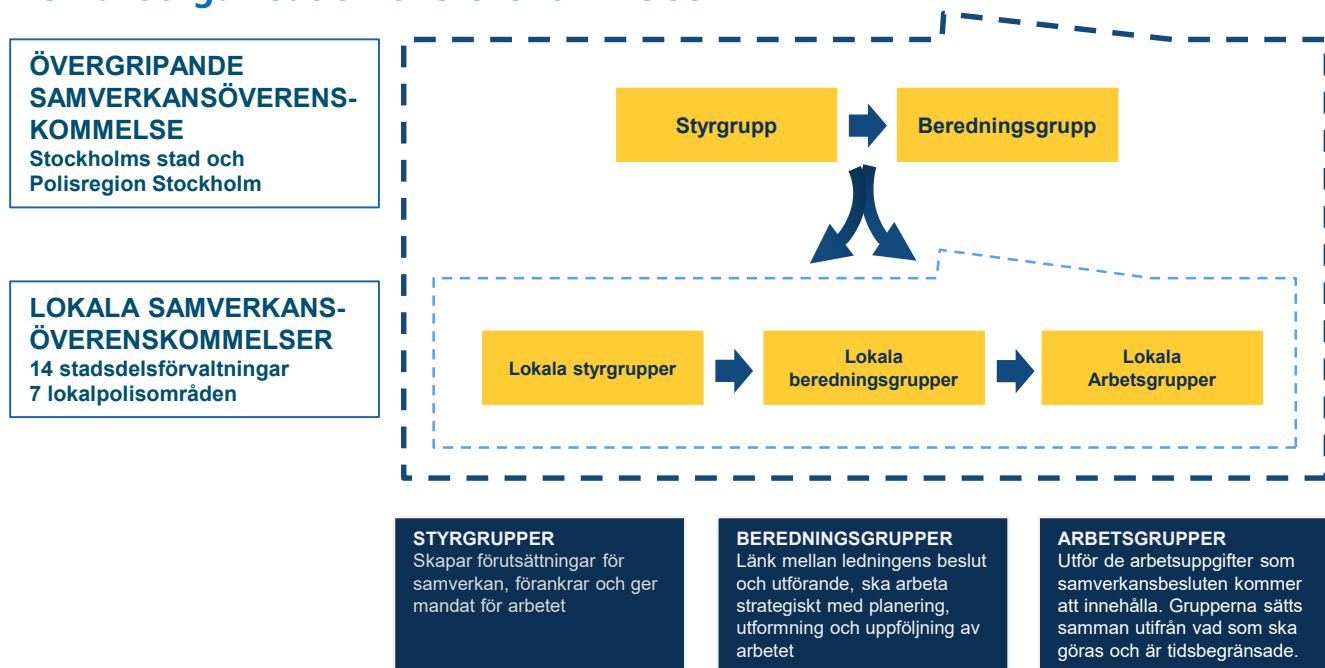 ÖVERGRIPANDE
SAMVERKANSÖVERENS-
KOMMELSE
Stockholms stad och
Polisregion Stockholm
Styrgrupp
Beredningsgrupp
LOKALA SAMVERKANS-
ÖVERENSKOMMELSER
14 stadsdelsförvaltningar
7 lokalpolisområden
Lokala styrgrupper
Lokala
beredningsgrupper
Lokala
Arbetsgrupper
STYRGRUPPER
Skapar förutsättningar för
samverkan, förankrar och ger
mandat för arbetet
BEREDNINGSGRUPPER
Länk mellan ledningens beslut
och utförande, ska arbeta
strategiskt med planering,
utformning och uppföljning av
arbetet
ARBETSGRUPPER
Utför de arbetsuppgifter som
samverkansbesluten kommer
att innehålla. Grupperna sätts
samman utifrån vad som ska
göras och är tidsbegränsade.